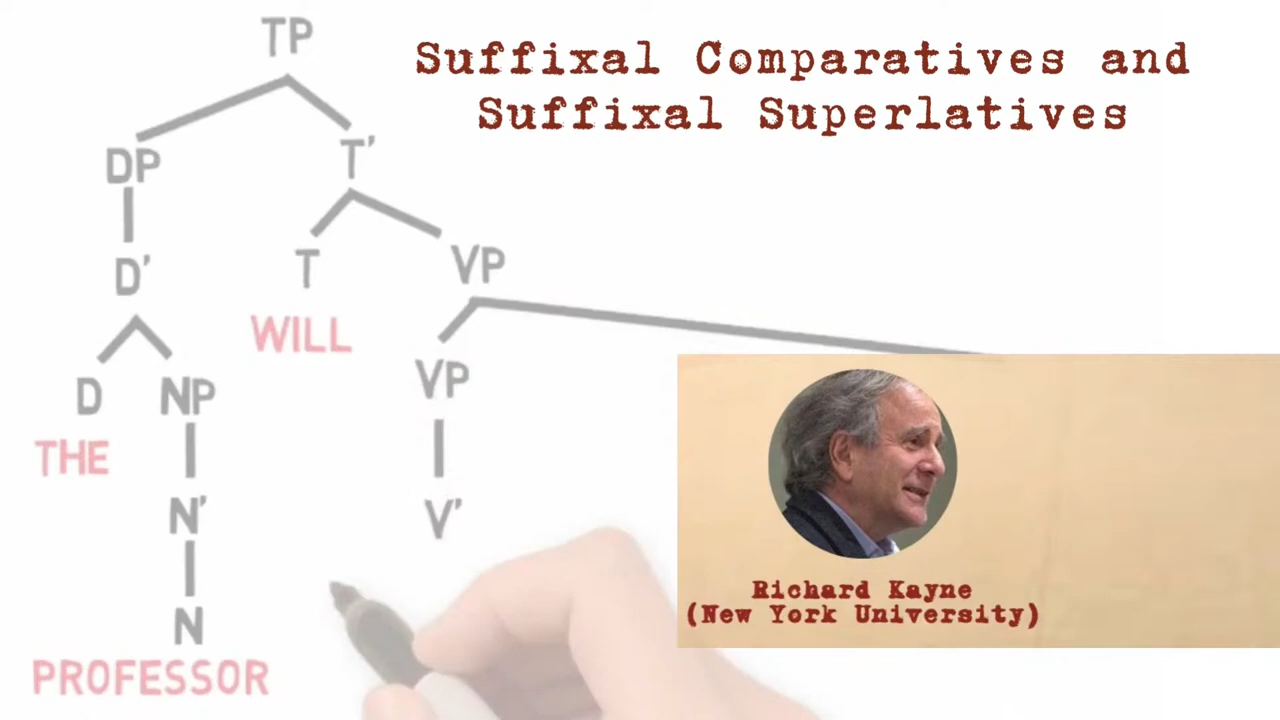 TP
Suffixal Comparatives and
Suffixal Superlatives
DP T'
D' T VP
WILL
D NP VP
THE
N' V'
N
PROFESSOR
Richard Kayne
(New York University)